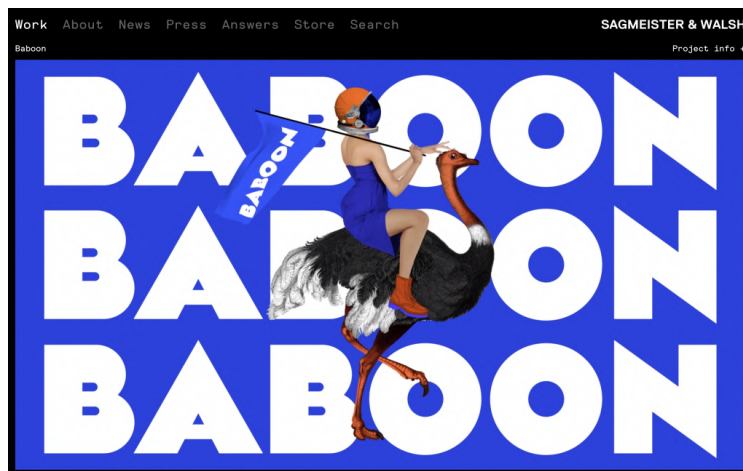 Work About News Press Answers Store Search SAGMEISTER & WALSH
Baboon Project info
BABOON
BABOON
BABOON
BABOON